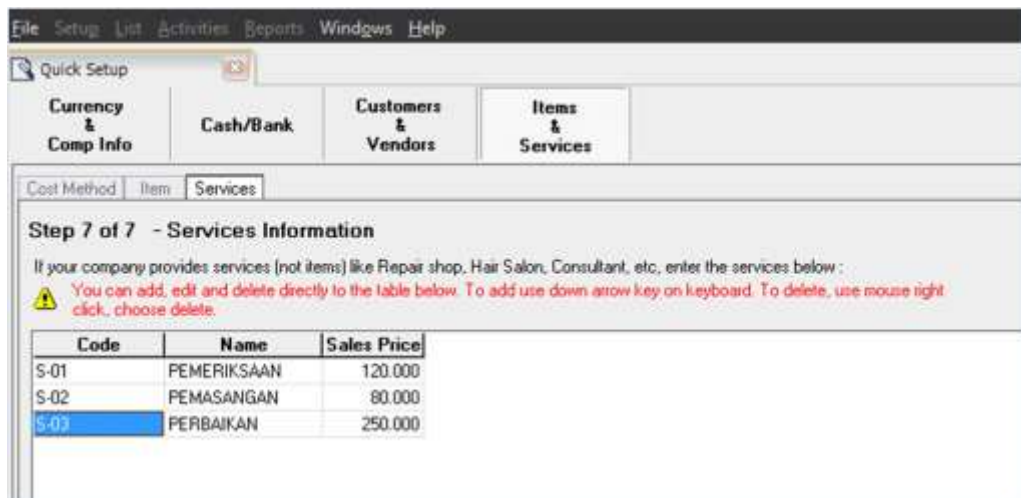 File Setup List Activities Reports Windows Help
Quick Setup
Currency & Comp Info
Cash/Bank
Customers & Vendors
Items & Services
Cost Method Item Services
Step 7 of 7 - Services Information
If your company provides services (not items) like Repair shop, Hair Salon, Consultant, etc, enter the services below :
You can add, edit and delete directly to the table below. To add use down arrow key on keyboard. To delete, use mouse right
click, choose delete.
Code Name Sales Price
S-01 PEMERIKSAAN 120.000
S-02 PEMASANGAN 80.000
S-03 PERBAIKAN 250.000